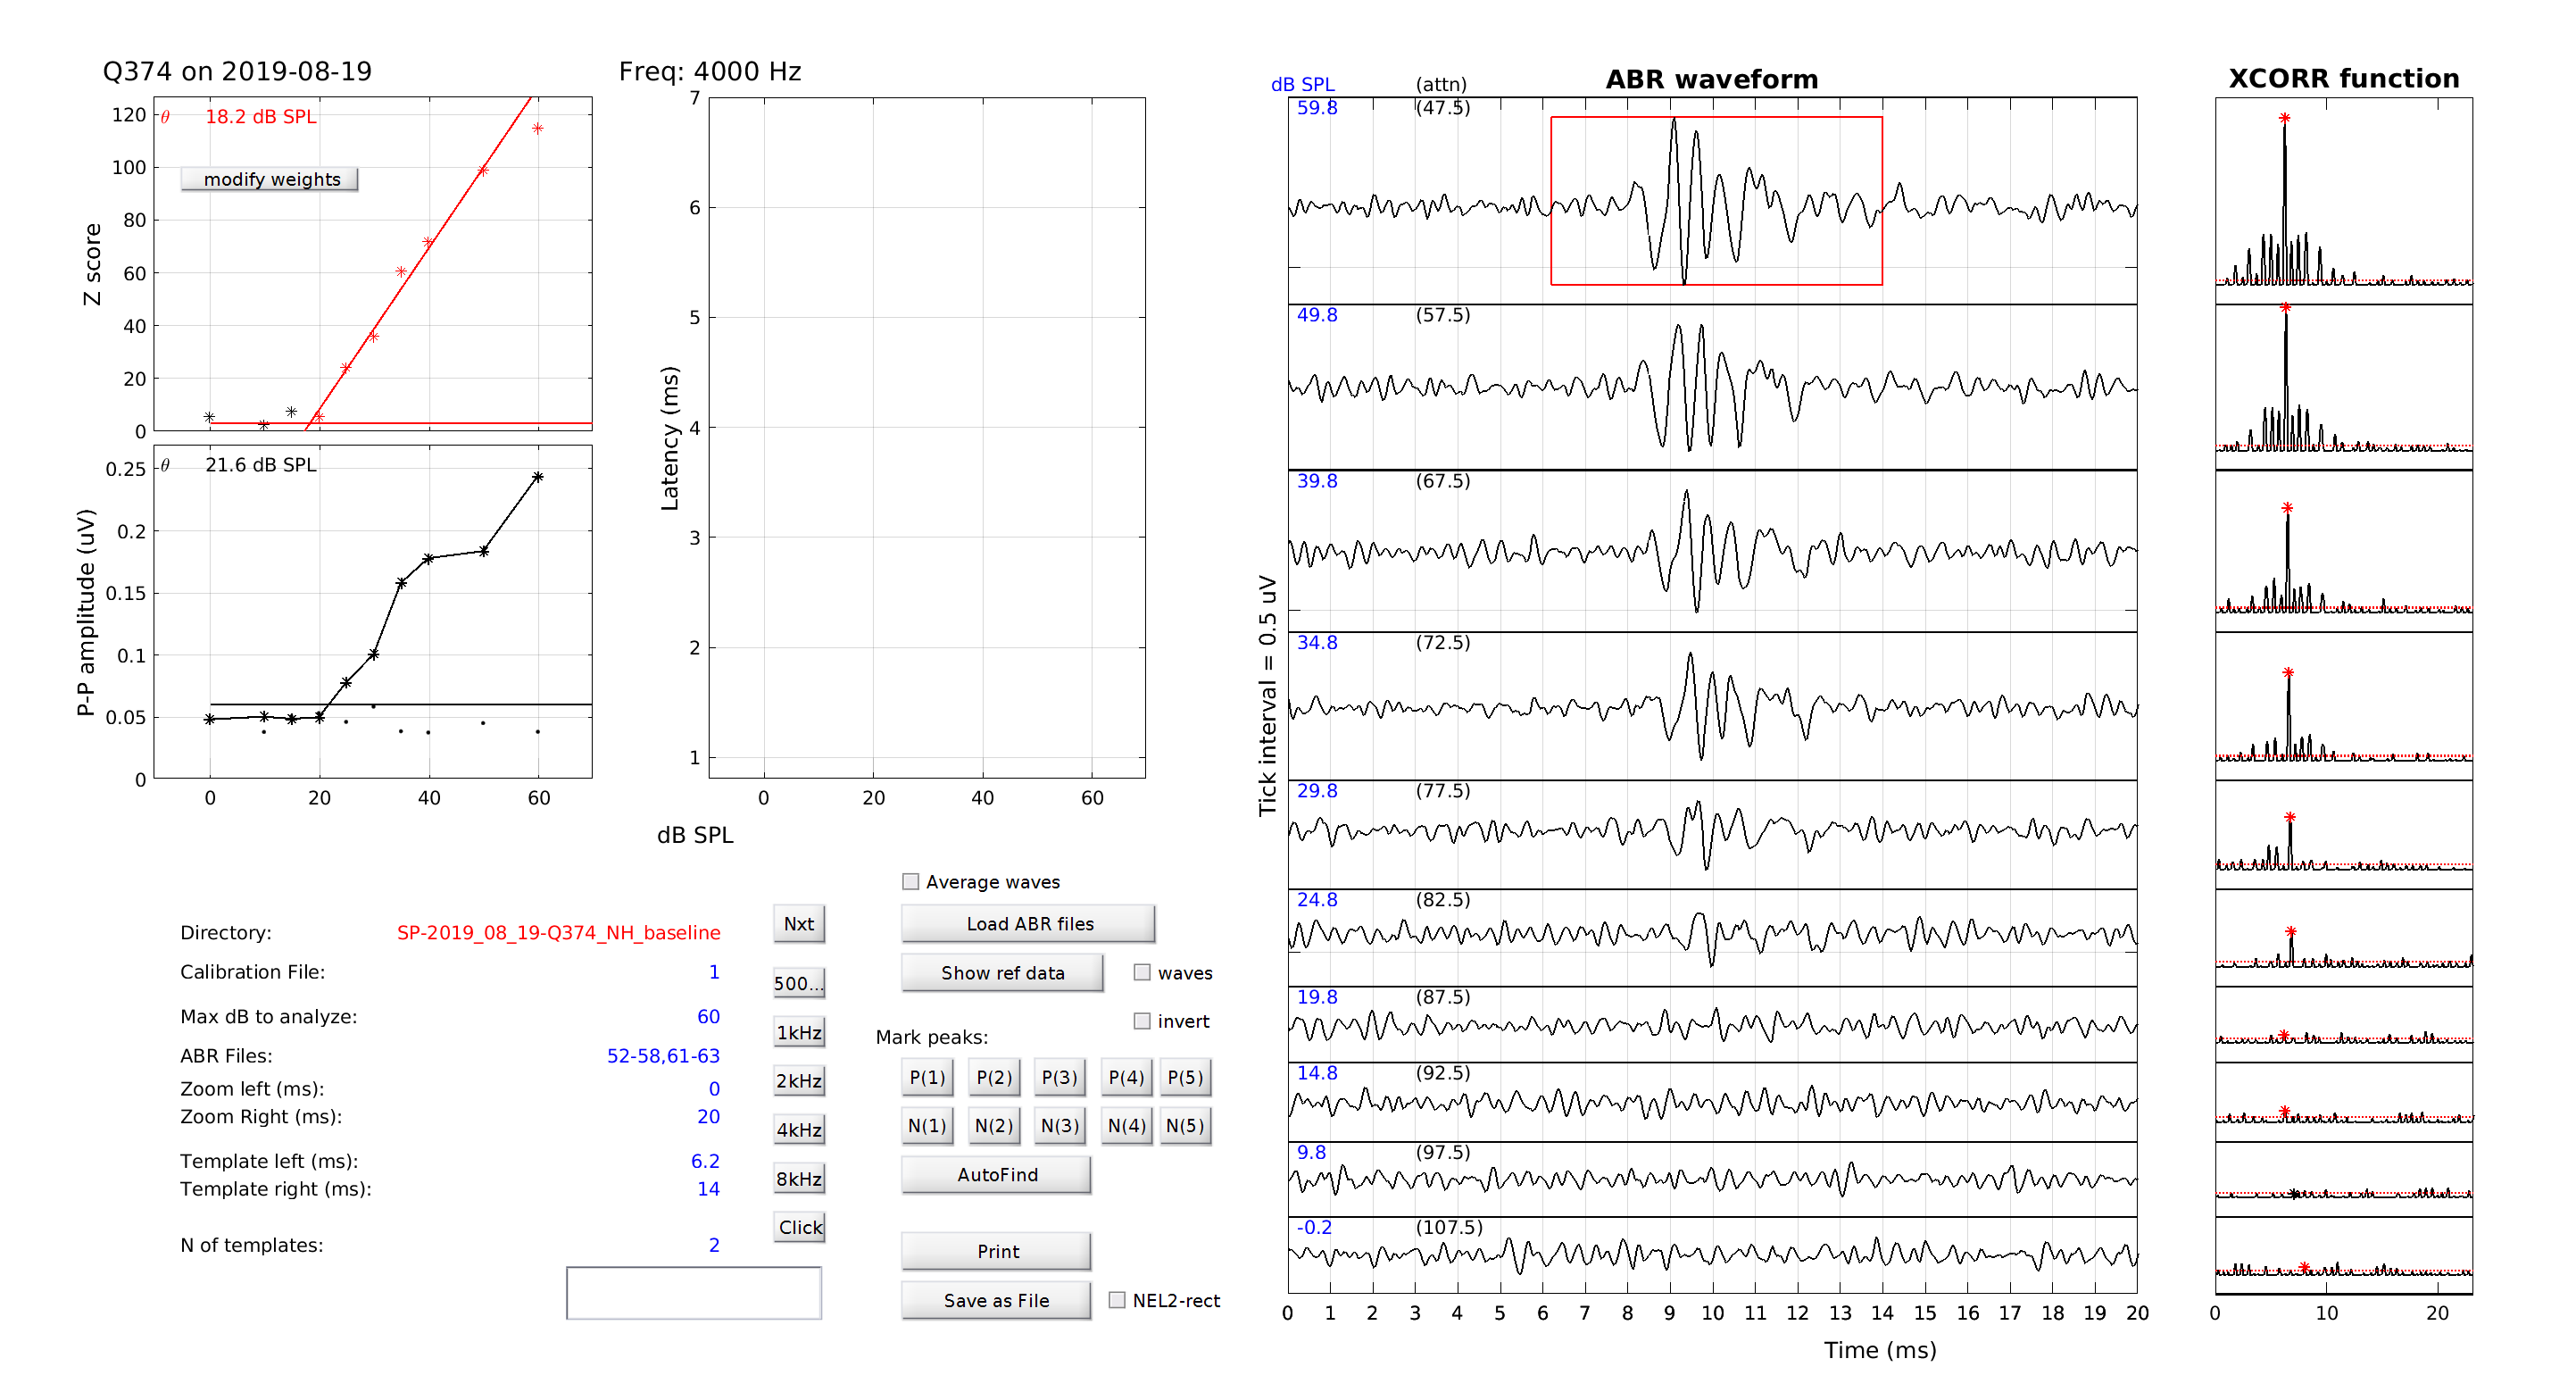 Q374 on 2019-08-19
Freq: 4000 Hz
θ 18.2 dB SPL
modify weights
Z score
120
100
80
60
40
20
0
θ 21.6 dB SPL
P-P amplitude (uV)
0.25
0.2
0.15
0.1
0.05
0
0 20 40 60
Latency (ms)
7
6
5
4
3
2
1
0 20 40 60
dB SPL
Directory: SP-2019_08_19-Q374_NH_baseline
Calibration File: 1
Max dB to analyze: 60
ABR Files: 52-58,61-63
Zoom left (ms): 0
Zoom Right (ms): 20
Template left (ms): 6.2
Template right (ms): 14
N of templates: 2
Nxt
500...
1kHz
2kHz
4kHz
8kHz
Click
Average waves
Load ABR files
Show ref data
waves
invert
Mark peaks:
P(1) P(2) P(3) P(4) P(5)
N(1) N(2) N(3) N(4) N(5)
AutoFind
Print
Save as File
NEL2-rect
dB SPL (attn) ABR waveform
59.8 (47.5)
49.8 (57.5)
39.8 (67.5)
34.8 (72.5)
29.8 (77.5)
24.8 (82.5)
19.8 (87.5)
14.8 (92.5)
9.8 (97.5)
-0.2 (107.5)
Tick interval = 0.5 uV
0 1 2 3 4 5 6 7 8 9 10 11 12 13 14 15 16 17 18 19 20
Time (ms)
XCORR function
0 10 20